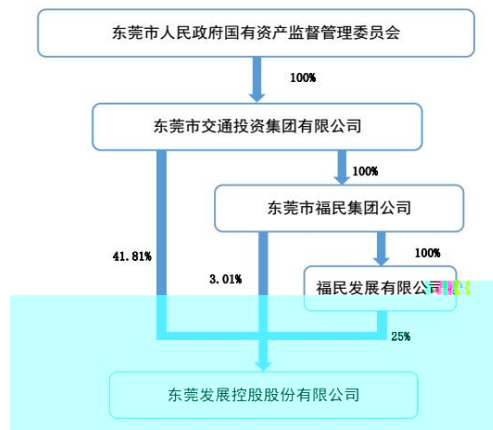 东莞市人民政府国有资产监督管理委员会
100%
东莞市交通投资集团有限公司
100%
东莞市福民集团公司
41.81%
3.01%
100%
福民发展有限公司
25%
东莞发展控股股份有限公司